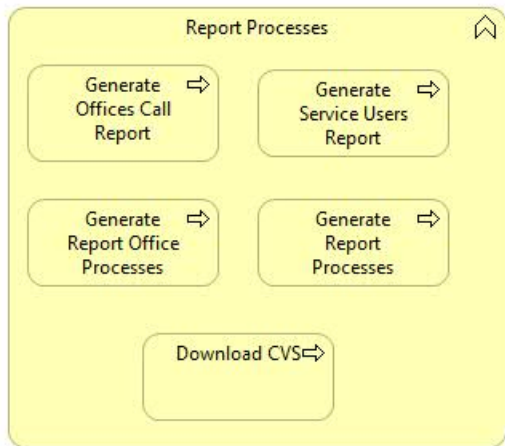 Report Processes
Generate
Offices Call
Report
Generate
Service Users
Report
Generate
Report Office
Processes
Generate
Report
Processes
Download CVS